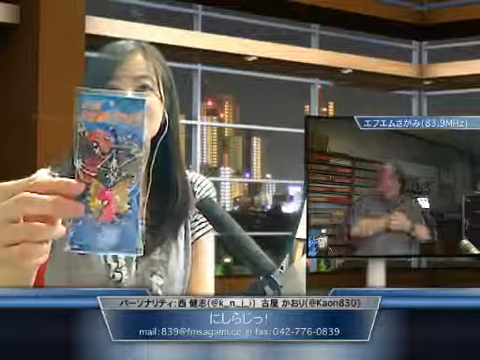 エフエムさがみ(83.9MHz)
パーソナリティ:西 健志(@k_n_i_i) 古屋 かおり(@Kaon830)
にしらじっ!
mail:839@fmsagami.co.jp fax:042-776-0839